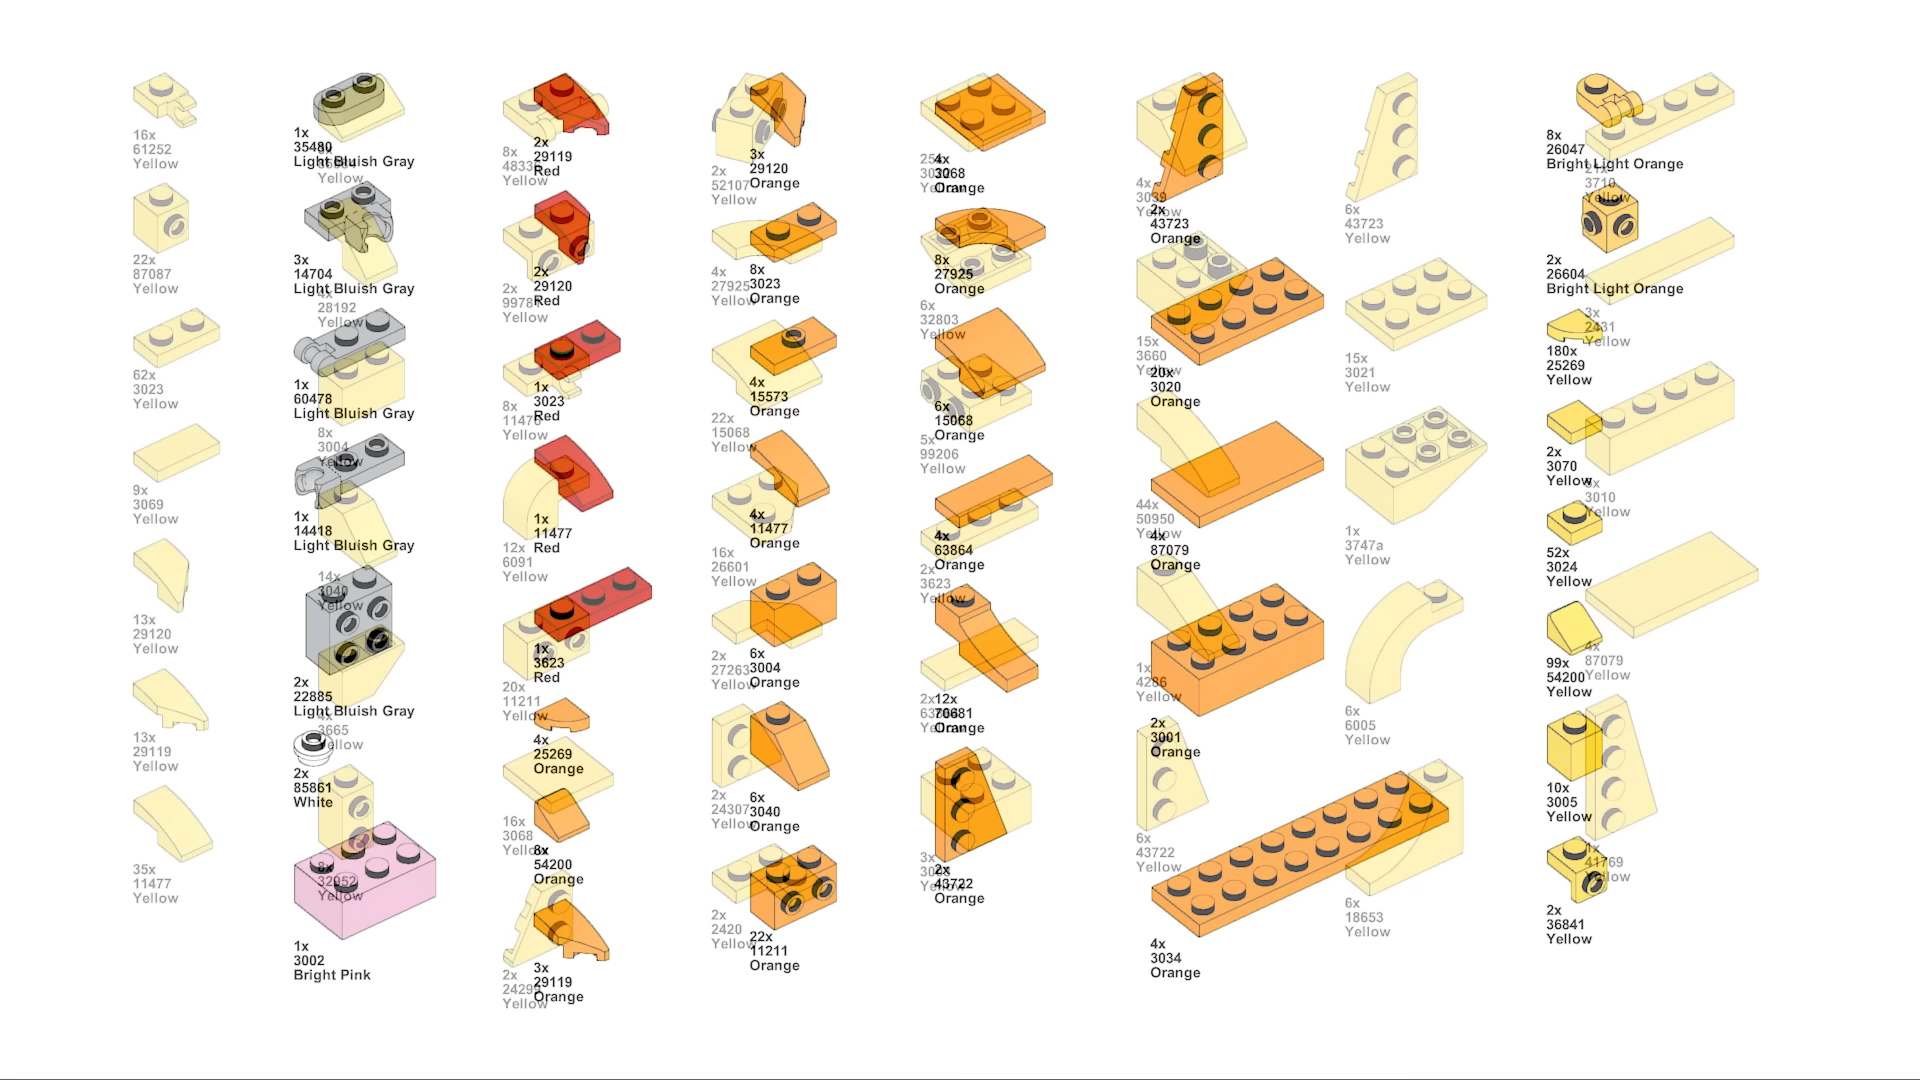 16x
61252
Yellow
22x
87087
Yellow
62x
3023
Yellow
9x
3069
Yellow
13x
29120
Yellow
13x
29119
Yellow
35x
11477
Yellow
1x
35480
Light Bluish Gray
Yellow
3x
14704
Light Bluish Gray
4x
28192
Yellow
1x
60478
Light Bluish Gray
8x
3004
Yellow
1x
14418
Light Bluish Gray
14x
3040
Yellow
2x
22885
Light Bluish Gray
3665
Yellow
2x
85861
White
8x
32952
Yellow
1x
3002
Bright Pink
8x
Yellow
2x
29119
Red
2x
Yellow
2x
29120
Red
8x
Yellow
1x
3023
Red
12x
6091
Yellow
1x
11477
Red
20x
11211
Yellow
1x
3623
Red
4x
25269
Orange
16x
3068
Yellow
8x
54200
Orange
2x
Yellow
3x
29119
Orange
2x
52107
Yellow
3x
29120
Orange
4x
27925
Yellow
8x
3023
Orange
22x
15068
Yellow
4x
15573
Orange
16x
26601
Yellow
4x
11477
Orange
2x
27263
Yellow
6x
3004
Orange
2x
24307
Yellow
6x
3040
Orange
2x
2420
Yellow
22x
11211
Orange
4x
3068
Orange
6x
32803
Yellow
8x
27925
Orange
5x
99206
Yellow
6x
15068
Orange
2x
3623
Yellow
4x
63864
Orange
12x
70681
Orange
3x
2x
43722
Orange
4x
3039
Yellow
2x
43723
Orange
15x
3660
Yellow
20x
3020
Orange
44x
50950
Yellow
4x
87079
Orange
1x
4286
Yellow
2x
3001
Orange
6x
43722
Yellow
4x
3034
Orange
6x
43723
Yellow
15x
3021
Yellow
1x
3747a
Yellow
6x
6005
Yellow
6x
18653
Yellow
8x
26047
Bright Light Orange
21x
3710
Yellow
2x
26604
Bright Light Orange
3x
2431
Yellow
180x
25269
Yellow
2x
3070
Yellow
3010
Yellow
52x
3024
Yellow
4x
87079
Yellow
99x
54200
Yellow
10x
3005
Yellow
1x
41769
Yellow
2x
36841
Yellow